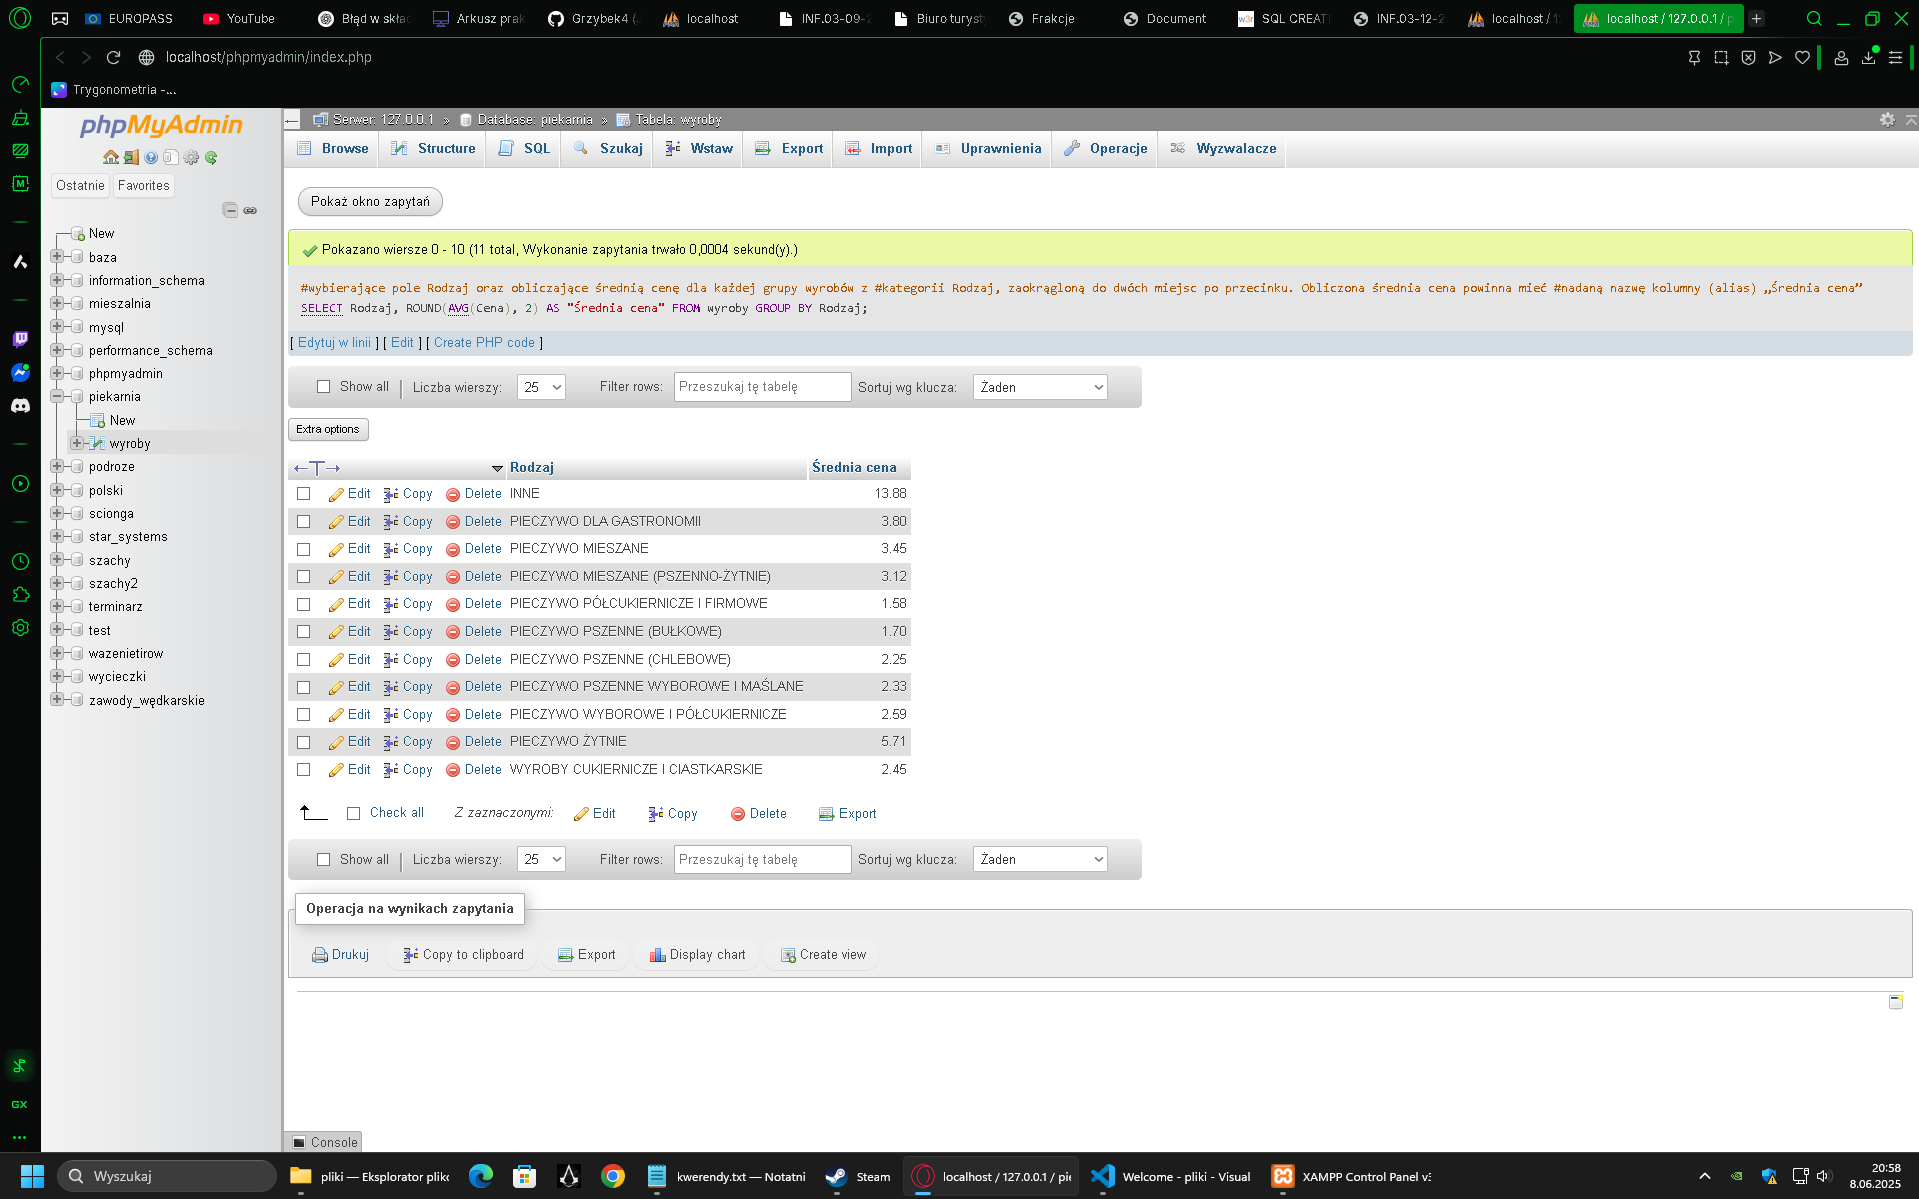 EUROPASS
YouTube
Błąd w skła
Arkusz prak
Grzybek4 (
localhost
INF.03-09-2
Biuro turyst
Frakcje
Document
SQL CREATE
INF.03-12-2
localhost / 12
localhost / 127.0.0.1 / p
localhost/phpmyadmin/index.php
Trygonometria -...
phpMyAdmin
Ostatnie
Favorites
New
baza
information_schema
mieszalnia
mysql
performance_schema
phpmyadmin
piekarnia
New
wyroby
podroze
polski
scionga
star_systems
szachy
szachy2
terminarz
test
wazenietirow
wycieczki
zawody_wędkarskie
Serwer: 127.0.0.1 » Database: piekarnia » Tabela: wyroby
Browse Structure SQL Szukaj Wstaw Export Import Uprawnienia Operacje Wyzwalacze
Pokaż okno zapytań
Pokazano wiersze 0 - 10 (11 total, Wykonanie zapytania trwało 0,0004 sekund(y).)
#wybierające pole Rodzaj oraz obliczające średnią cenę dla każdej grupy wyrobów z #kategorii Rodzaj, zaokrągloną do dwóch miejsc po przecinku. Obliczona średnia cena powinna mieć #nadaną nazwę kolumny (alias) „Średnia cena”
SELECT Rodzaj, ROUND(AVG(Cena), 2) AS "Średnia cena" FROM wyroby GROUP BY Rodzaj;
[ Edytuj w linii ] [ Edit ] [ Create PHP code ]
Show all | Liczba wierszy: 25 Filter rows: Przeszukaj tę tabelę Sortuj wg klucza: Żaden
Extra options
Rodzaj Średnia cena
Edit Copy Delete INNE 13.88
Edit Copy Delete PIECZYWO DLA GASTRONOMII 3.80
Edit Copy Delete PIECZYWO MIESZANE 3.45
Edit Copy Delete PIECZYWO MIESZANE (PSZENNO-ŻYTNIE) 3.12
Edit Copy Delete PIECZYWO PÓŁCUKIERNICZE I FIRMOWE 1.58
Edit Copy Delete PIECZYWO PSZENNE (BUŁKOWE) 1.70
Edit Copy Delete PIECZYWO PSZENNE (CHLEBOWE) 2.25
Edit Copy Delete PIECZYWO PSZENNE WYBOROWE I MAŚLANE 2.33
Edit Copy Delete PIECZYWO WYBOROWE I PÓŁCUKIERNICZE 2.59
Edit Copy Delete PIECZYWO ŻYTNIE 5.71
Edit Copy Delete WYROBY CUKIERNICZE I CIASTKARSKIE 2.45
Check all Z zaznaczonymi: Edit Copy Delete Export
Show all | Liczba wierszy: 25 Filter rows: Przeszukaj tę tabelę Sortuj wg klucza: Żaden
Operacja na wynikach zapytania
Drukuj Copy to clipboard Export Display chart Create view
Console
GX
Wyszukaj
pliki — Eksplorator pliko
kwerendy.txt — Notatni
Steam
localhost / 127.0.0.1 / pie
Welcome - pliki - Visual
XAMPP Control Panel v3
20:58
8.06.2025